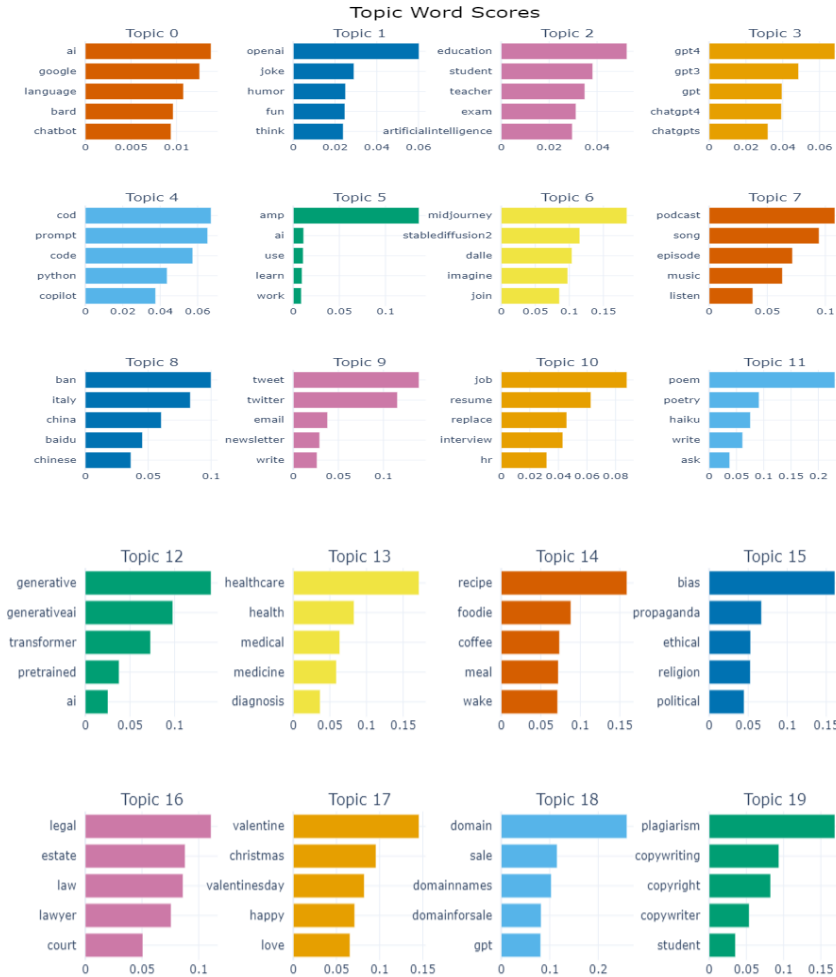 Topic Word Scores
Topic 0
ai
google
language
bard
chatbot
0 0.005 0.01
Topic 1
openai
joke
humor
fun
think
0 0.02 0.04 0.06
Topic 2
education
student
teacher
exam
artificialintelligence
0 0.02 0.04
Topic 3
gpt4
gpt3
gpt
chatgpt4
chatgpts
0 0.02 0.04 0.06
Topic 4
cod
prompt
code
python
copilot
0 0.02 0.04 0.06
Topic 5
amp
ai
use
learn
work
0 0.05 0.1
Topic 6
midjourney
stablediffusion2
dalle
imagine
join
0 0.05 0.1 0.15
Topic 7
podcast
song
episode
music
listen
0 0.05 0.1
Topic 8
ban
italy
china
baidu
chinese
0 0.05 0.1
Topic 9
tweet
twitter
email
newsletter
write
0 0.05 0.1
Topic 10
job
resume
replace
interview
hr
0 0.02 0.04 0.06 0.08
Topic 11
poem
poetry
haiku
write
ask
0 0.05 0.1 0.15 0.2
Topic 12
generative
generativeai
transformer
pretrained
ai
0 0.05 0.1
Topic 13
healthcare
health
medical
medicine
diagnosis
0 0.05 0.1 0.15
Topic 14
recipe
foodie
coffee
meal
wake
0 0.05 0.1 0.15
Topic 15
bias
propaganda
ethical
religion
political
0 0.05 0.1 0.15
Topic 16
legal
estate
law
lawyer
court
0 0.05 0.1
Topic 17
valentine
christmas
valentinesday
happy
love
0 0.05 0.1 0.15
Topic 18
domain
sale
domainnames
domainforsale
gpt
0 0.1 0.2
Topic 19
plagiarism
copywriting
copyright
copywriter
student
0 0.05 0.1 0.15